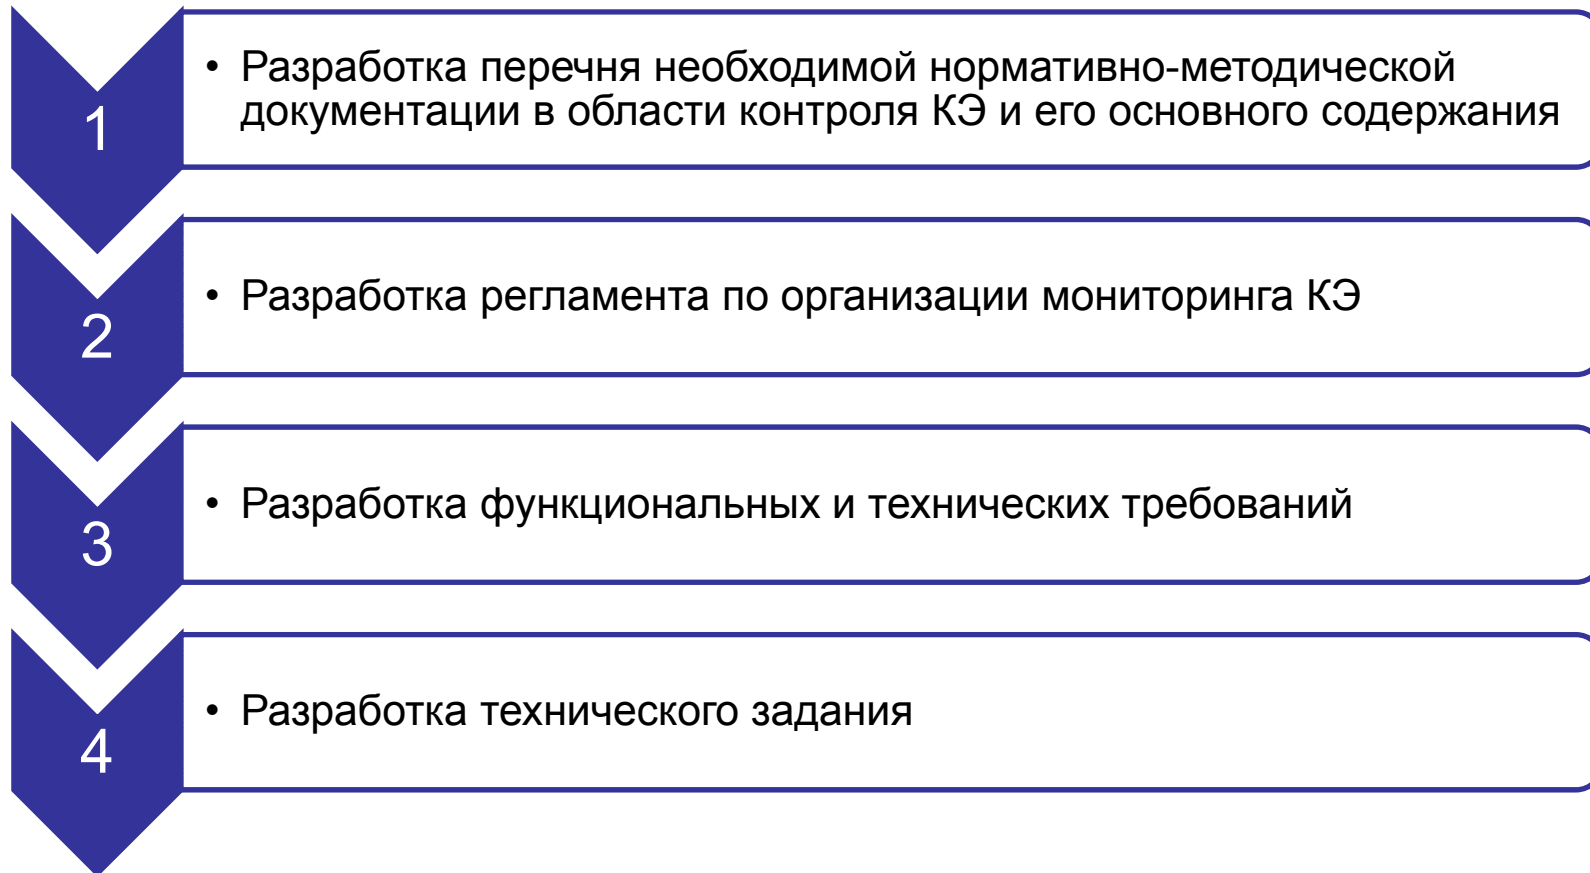 1
• Разработка перечня необходимой нормативно-методической
документации в области контроля КЭ и его основного содержания
2
• Разработка регламента по организации мониторинга КЭ
3
• Разработка функциональных и технических требований
4
• Разработка технического задания